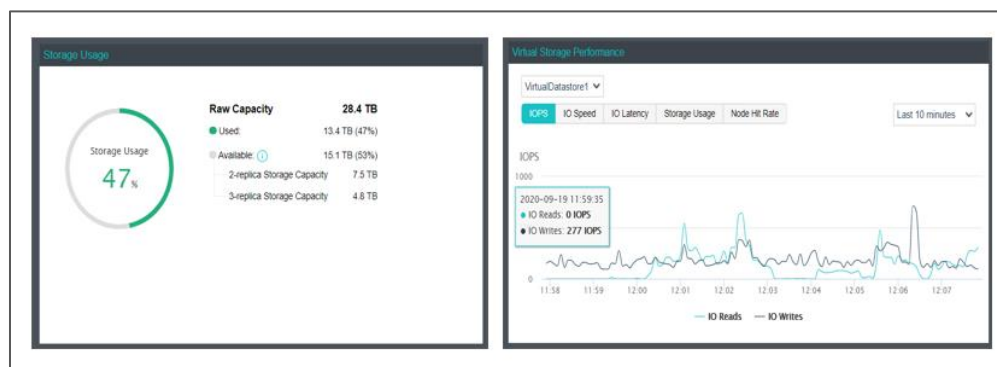 Storage Usage
Storage Usage
47%
Raw Capacity 28.4 TB
Used: 13.4 TB (47%)
Available: 15.1 TB (53%)
2-replica Storage Capacity 7.5 TB
3-replica Storage Capacity 4.8 TB
Virtual Storage Performance
VirtualDatastore1
IOPS IO Speed IO Latency Storage Usage Node Hit Rate
Last 10 minutes
IOPS
1000
2020-09-19 11:59:35
IO Reads: 0 IOPS
IO Writes: 277 IOPS
0
11:58 11:59 12:00 12:01 12:02 12:03 12:04 12:05 12:06 12:07
IO Reads IO Writes